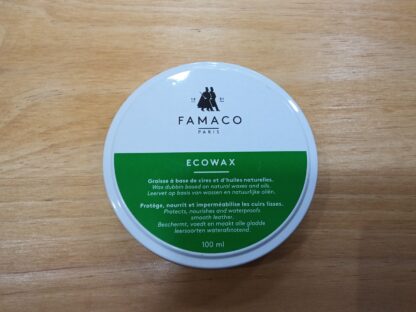 19 31
FAMACO
PARIS
ECOWAX
Graisse à base de cires et d'huiles naturelles.
Wax dubbin based on natural waxes and oils.
Leervet op basis van wassen en natuurlijke oliën.
Protège, nourrit et imperméabilise les cuirs lisses.
Protects, nourishes and waterproofs
smooth leather.
Beschermt, voedt en maakt alle gladde
leersoorten waterafstotend.
100 ml